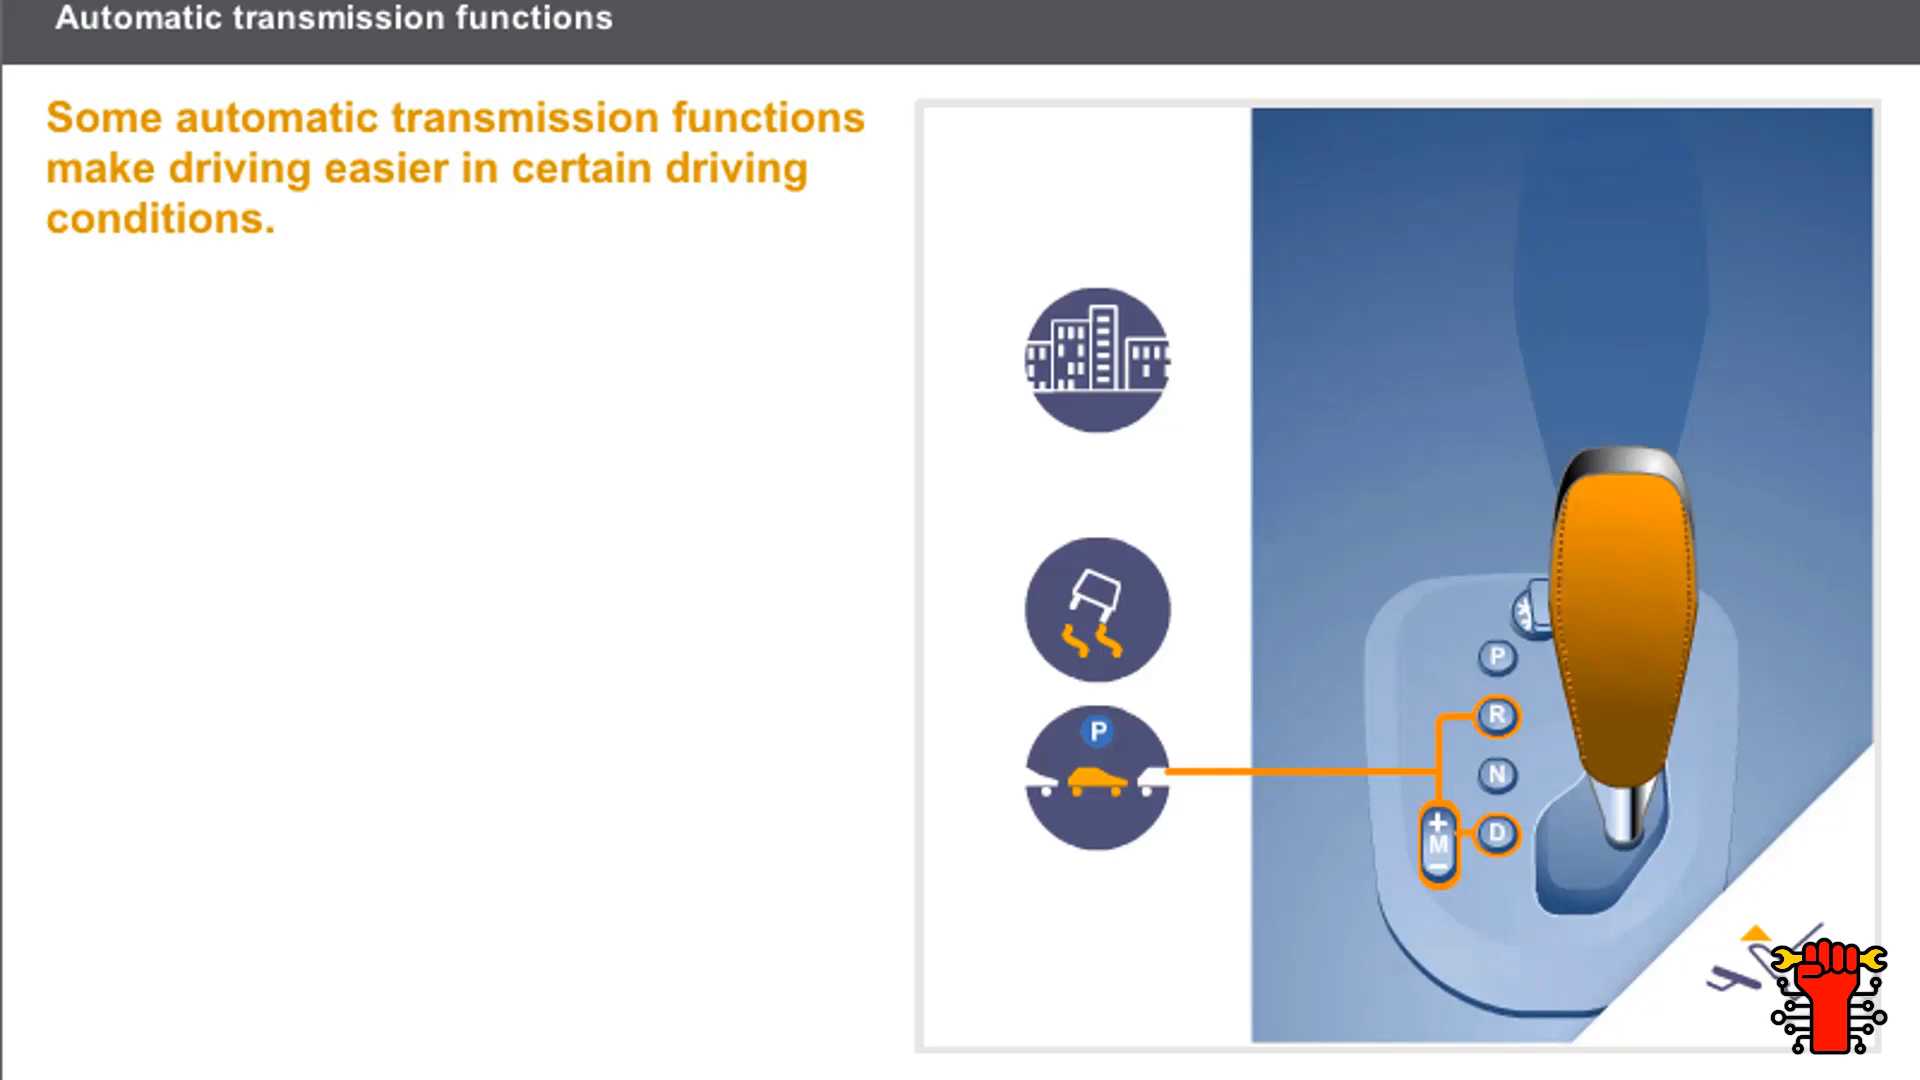 Automatic transmission functions
Some automatic transmission functions
make driving easier in certain driving
conditions.
P
P
R
N
D
+
M
−